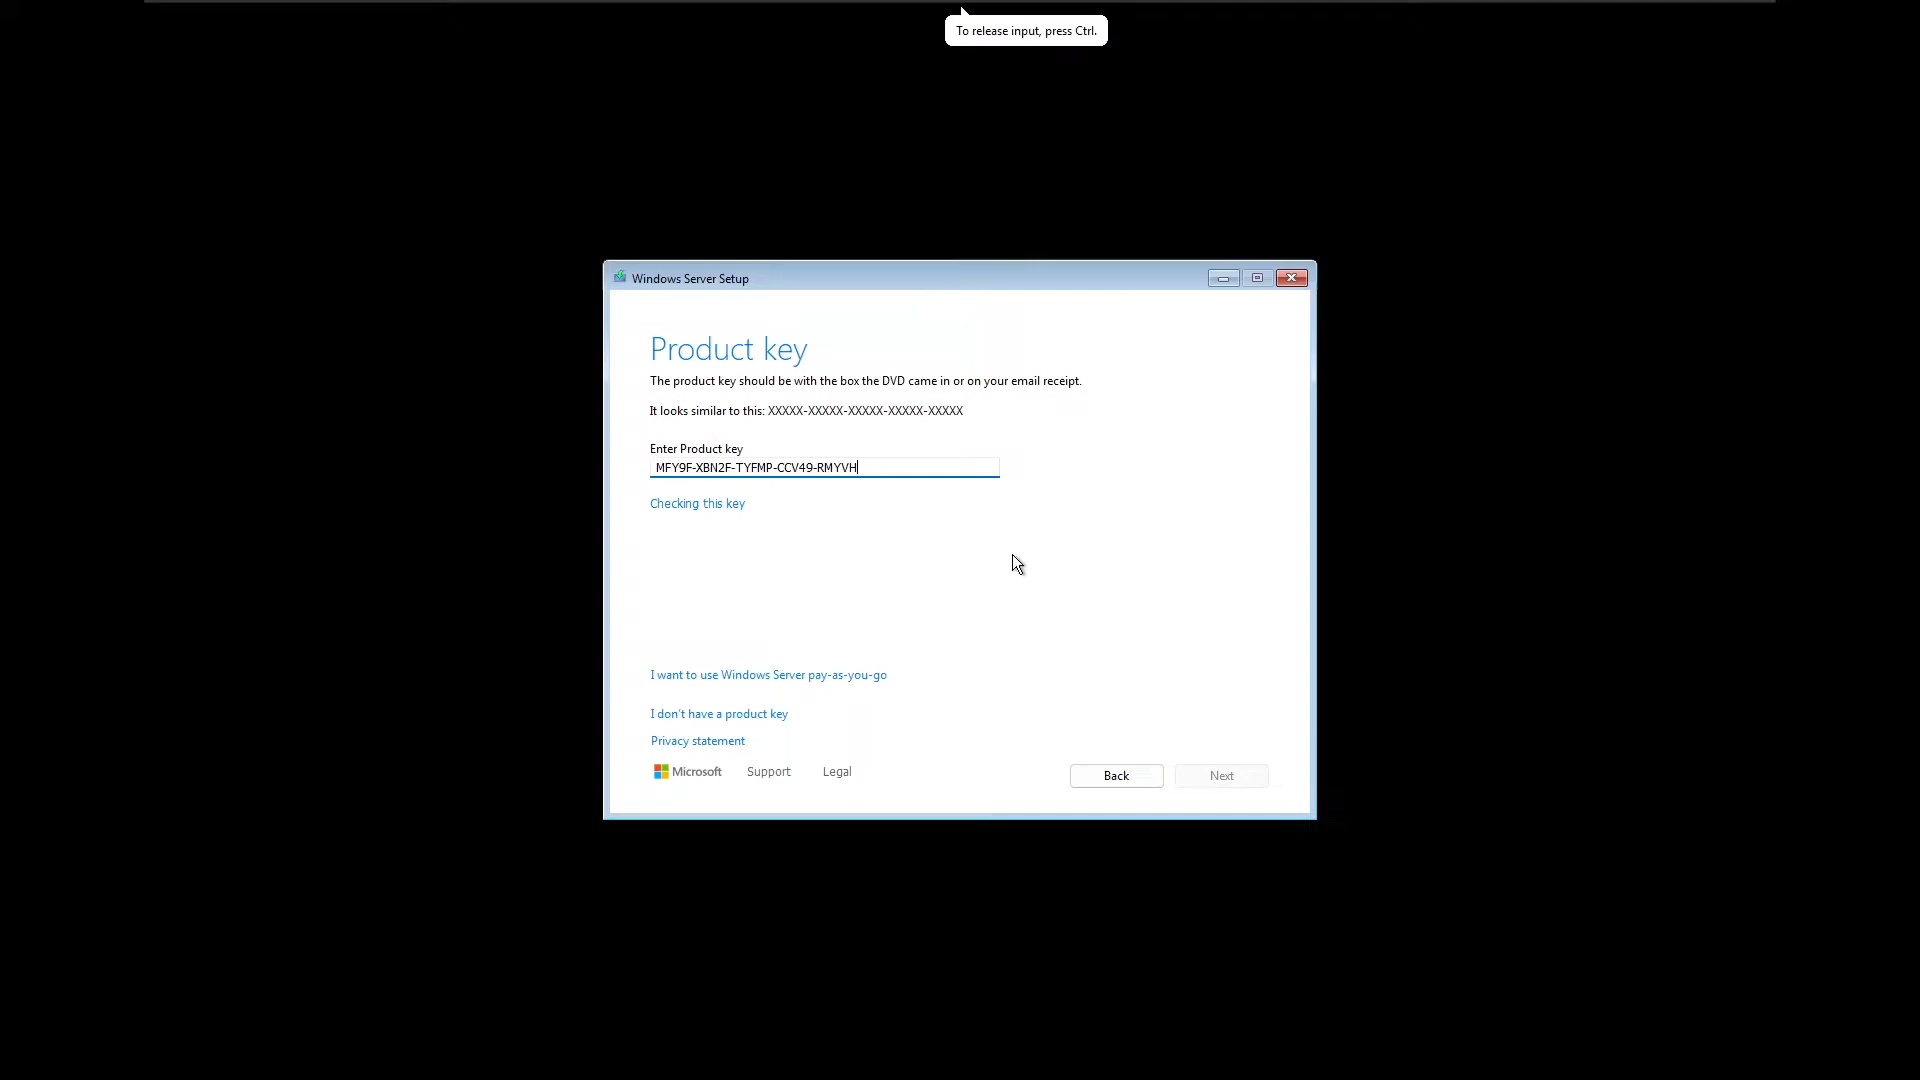 To release input, press Ctrl.
Windows Server Setup
Product key
The product key should be with the box the DVD came in or on your email receipt.
It looks similar to this: XXXXX-XXXXX-XXXXX-XXXXX-XXXXX
Enter Product key
MFY9F-XBN2F-TYFMP-CCV49-RMYVH
Checking this key
I want to use Windows Server pay-as-you-go
I don't have a product key
Privacy statement
Microsoft Support Legal
Back Next